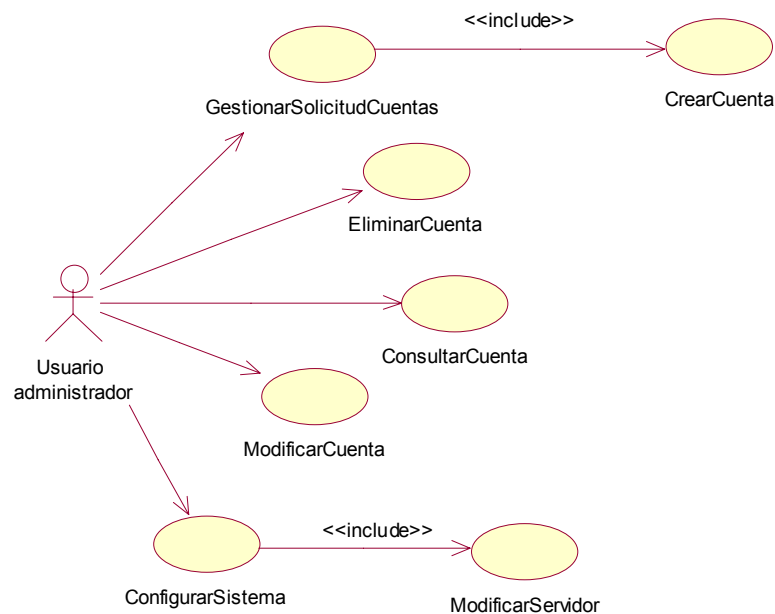 <<include>>
GestionarSolicitudCuentas
CrearCuenta
EliminarCuenta
ConsultarCuenta
Usuario
administrador
ModificarCuenta
<<include>>
ConfigurarSistema
ModificarServidor